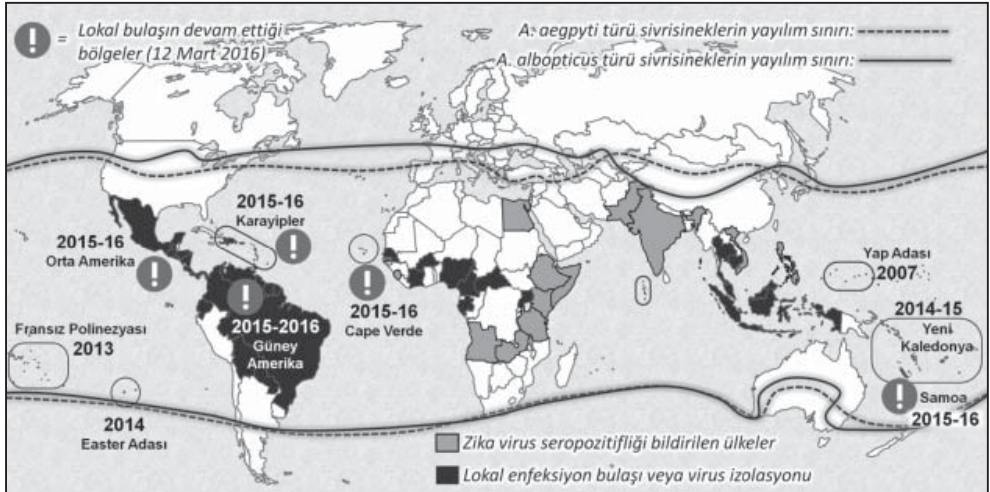 ! = Lokal bulaşın devam ettiği
bölgeler (12 Mart 2016)
A. aegpyti türü sivrisineklerin yayılım sınırı:
A. albopticus türü sivrisineklerin yayılım sınırı:
2015-16
Karayipler
!
2015-16
Orta Amerika
!
!
2015-2016
Güney
Amerika
!
2015-16
Cape Verde
Yap Adası
2007
2014-15
Yeni
Kaledonya
! Samoa
2015-16
Fransız Polinezyası
2013
2014
Easter Adası
Zika virus seropozitifliği bildirilen ülkeler
Lokal enfeksiyon bulaşı veya virus izolasyonu